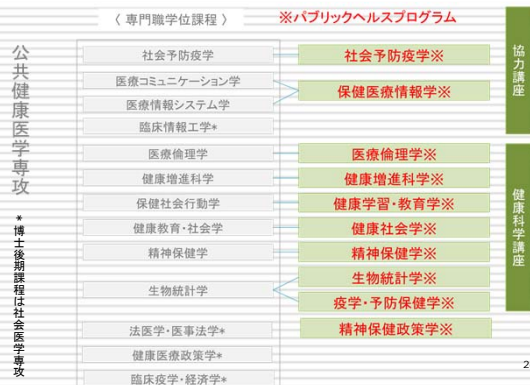 〈 専門職学位課程 〉
※パブリックヘルスプログラム
公共健康医学専攻
*博士後期課程は社会医学専攻
社会予防疫学
医療コミュニケーション学
医療情報システム学
臨床情報工学*
医療倫理学
健康増進科学
保健社会行動学
健康教育・社会学
精神保健学
生物統計学
法医学・医事法学*
健康医療政策学*
臨床疫学・経済学*
社会予防疫学※
保健医療情報学※
医療倫理学※
健康増進科学※
健康学習・教育学※
健康社会学※
精神保健学※
生物統計学※
疫学・予防保健学※
精神保健政策学※
協力講座
健康科学講座
2